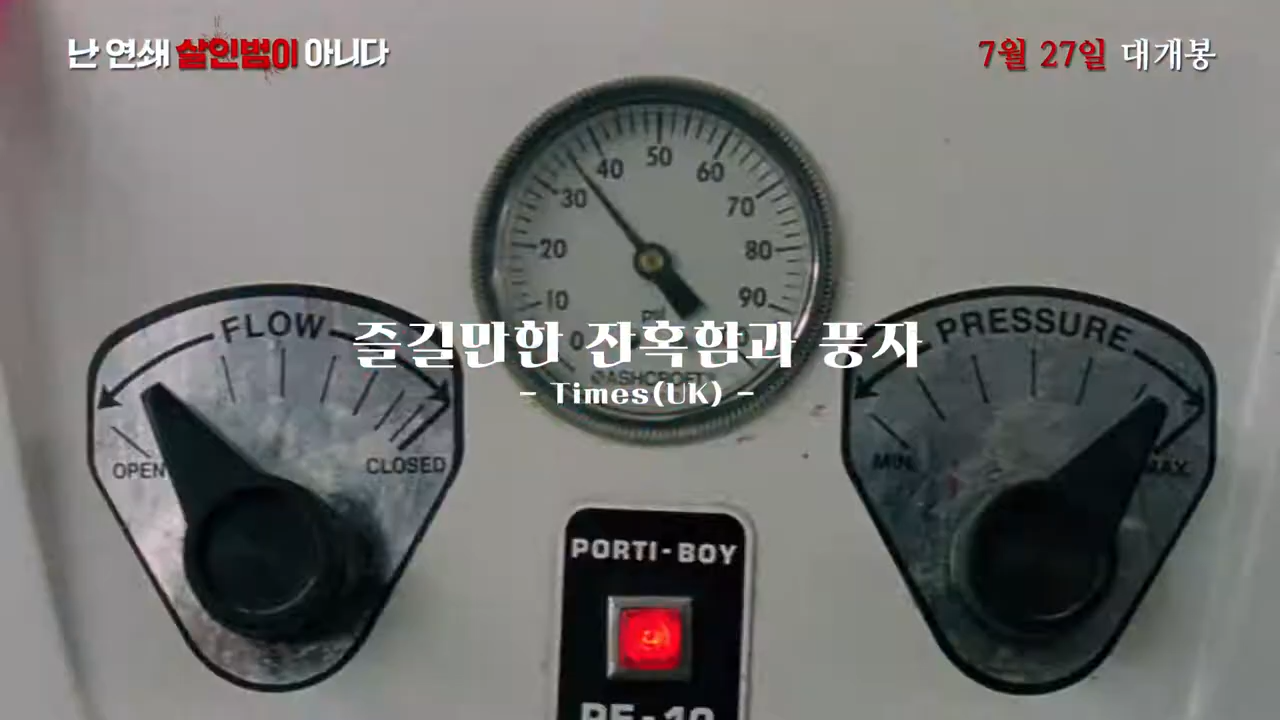 난 연쇄 살인범이 아니다
7월 27일 대개봉
50
40
60
30
70
20
80
10
90
0
FLOW
즐길만한 잔혹함과 풍자
PRESSURE
- Times(UK) -
OPEN
CLOSED
MIN.
MAX.
PORTI-BOY